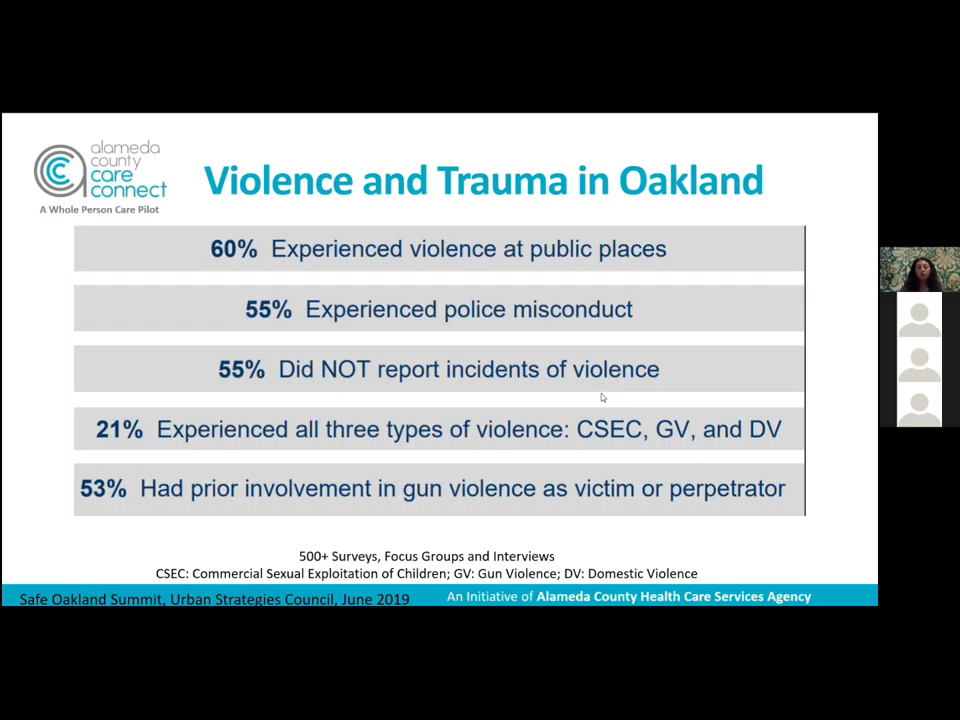 alameda
county
care
connect
A Whole Person Care Pilot
Violence and Trauma in Oakland
60% Experienced violence at public places
55% Experienced police misconduct
55% Did NOT report incidents of violence
21% Experienced all three types of violence: CSEC, GV, and DV
53% Had prior involvement in gun violence as victim or perpetrator
500+ Surveys, Focus Groups and Interviews
CSEC: Commercial Sexual Exploitation of Children; GV: Gun Violence; DV: Domestic Violence
Safe Oakland Summit, Urban Strategies Council, June 2019
An Initiative of Alameda County Health Care Services Agency